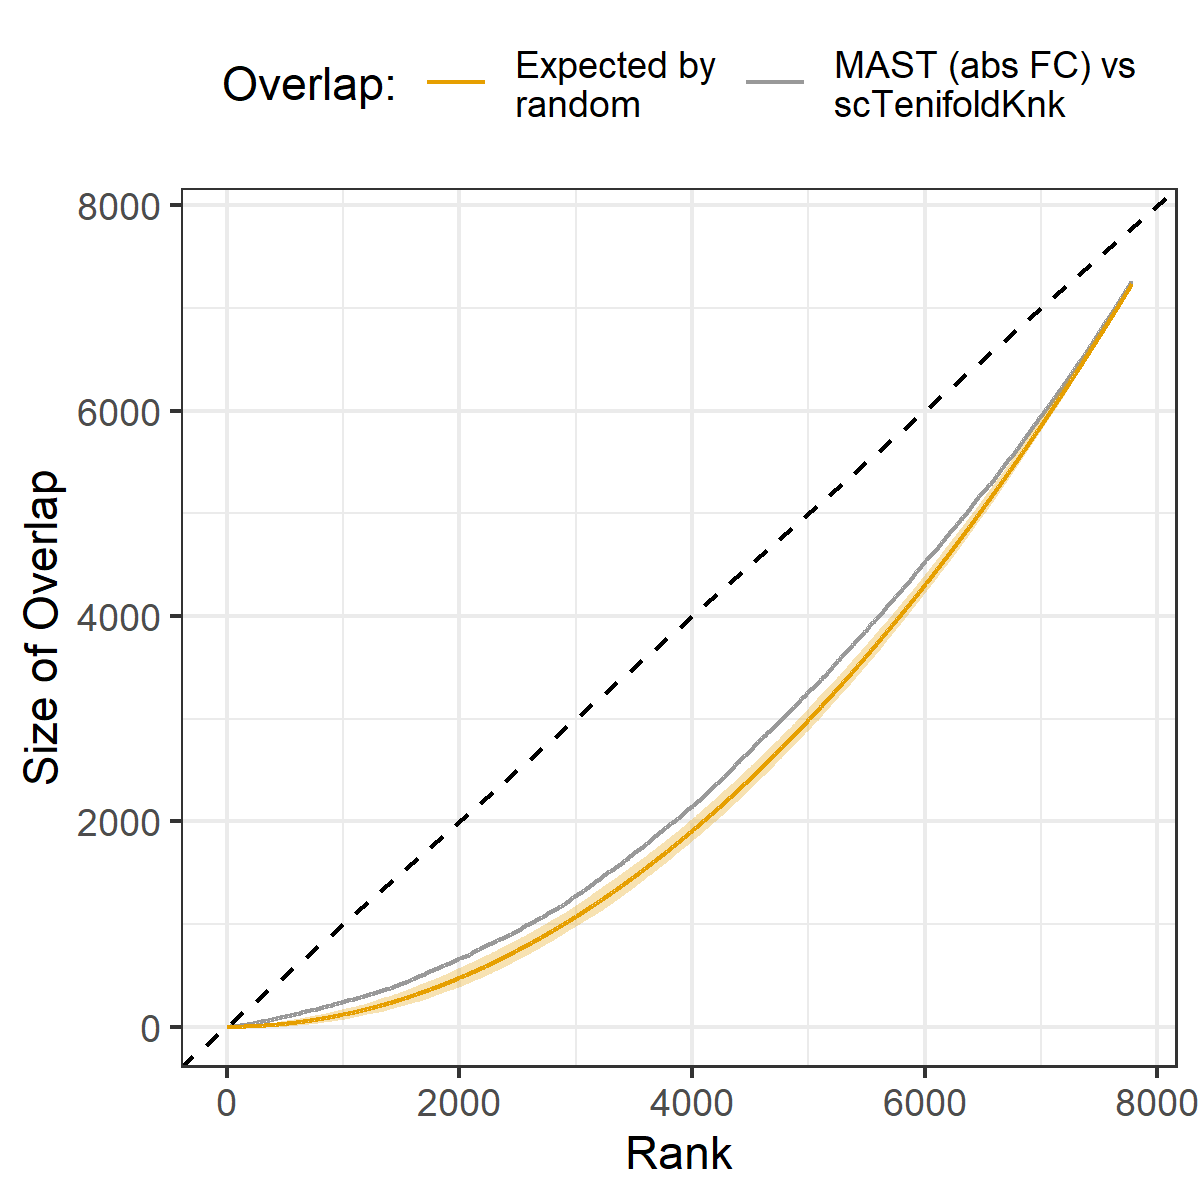 Overlap:
Expected by
random
MAST (abs FC) vs
scTenifoldKnk
Size of Overlap
8000
6000
4000
2000
0
0 2000 4000 6000 8000
Rank